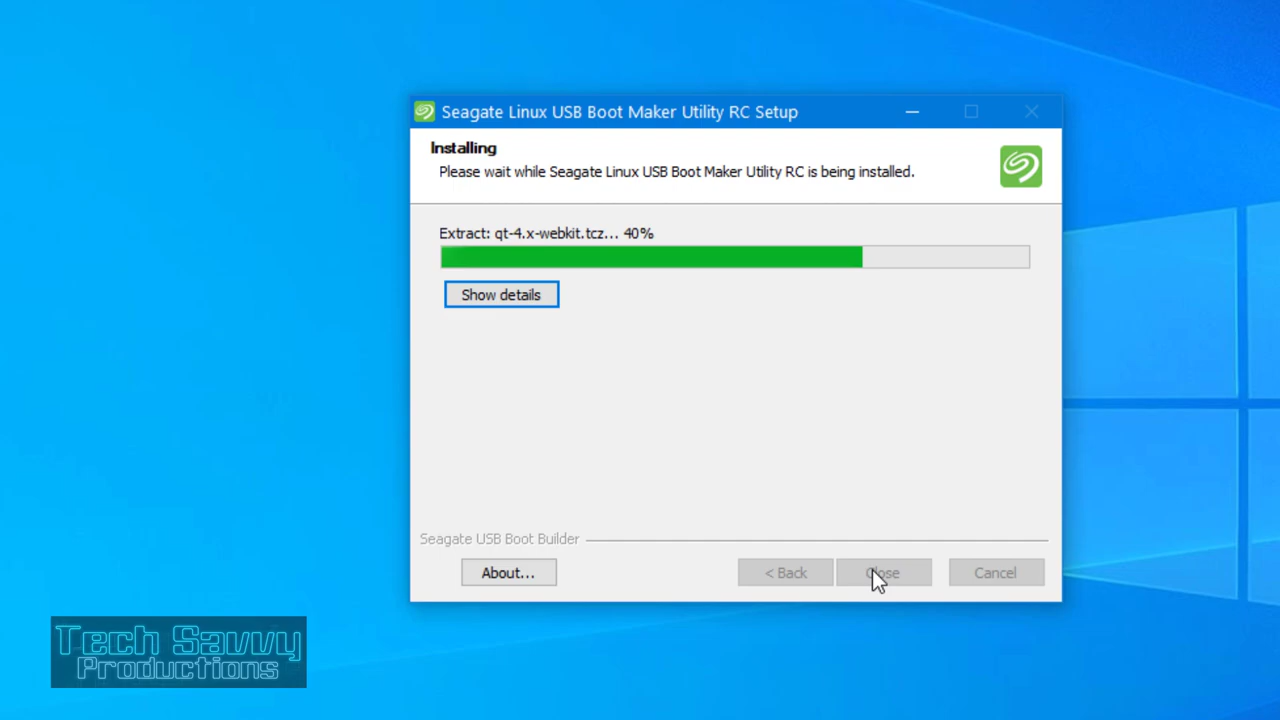 Seagate Linux USB Boot Maker Utility RC Setup
Installing
Please wait while Seagate Linux USB Boot Maker Utility RC is being installed.
Extract: qt-4.x-webkit.tcz... 40%
Show details
Seagate USB Boot Builder
About...
< Back
Close
Cancel
Tech Savvy
Productions